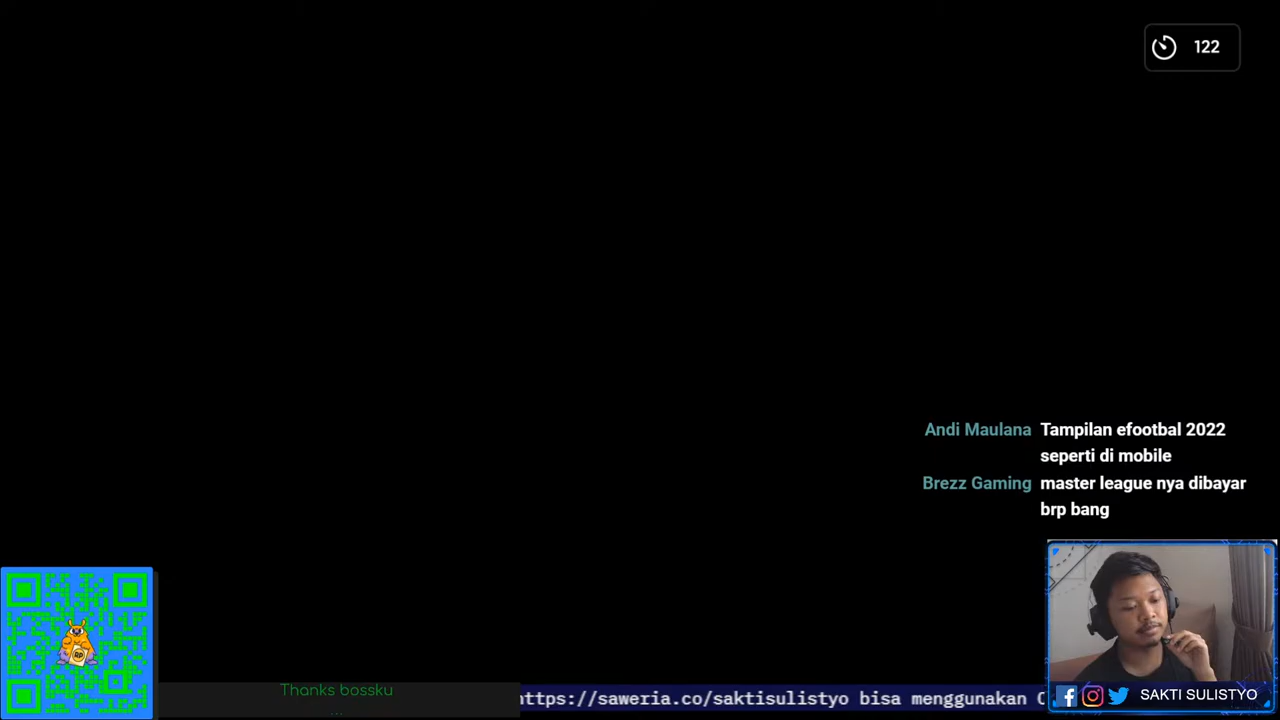 122
Andi Maulana Tampilan efootbal 2022
seperti di mobile
Brezz Gaming master league nya dibayar
brp bang
RP
Thanks bossku
...
https://saweria.co/saktisulistyo bisa menggunakan
SAKTI SULISTYO